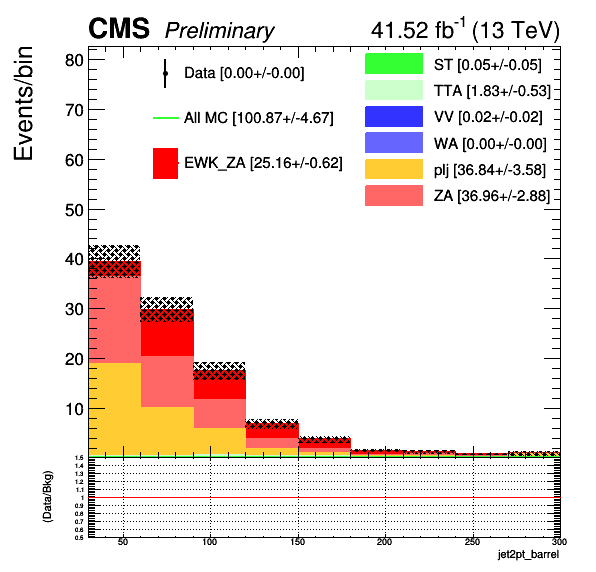 CMS Preliminary 41.52 fb⁻¹ (13 TeV)
Events/bin
80
70
60
50
40
30
20
10
Data [0.00+/-0.00]
All MC [100.87+/-4.67]
EWK_ZA [25.16+/-0.62]
ST [0.05+/-0.05]
TTA [1.83+/-0.53]
VV [0.02+/-0.02]
WA [0.00+/-0.00]
plj [36.84+/-3.58]
ZA [36.96+/-2.88]
(Data/Bkg)
1.5
1.4
1.3
1.2
1.1
1
0.9
0.8
0.7
0.6
0.5
50 100 150 200 250 300
jet2pt_barrel